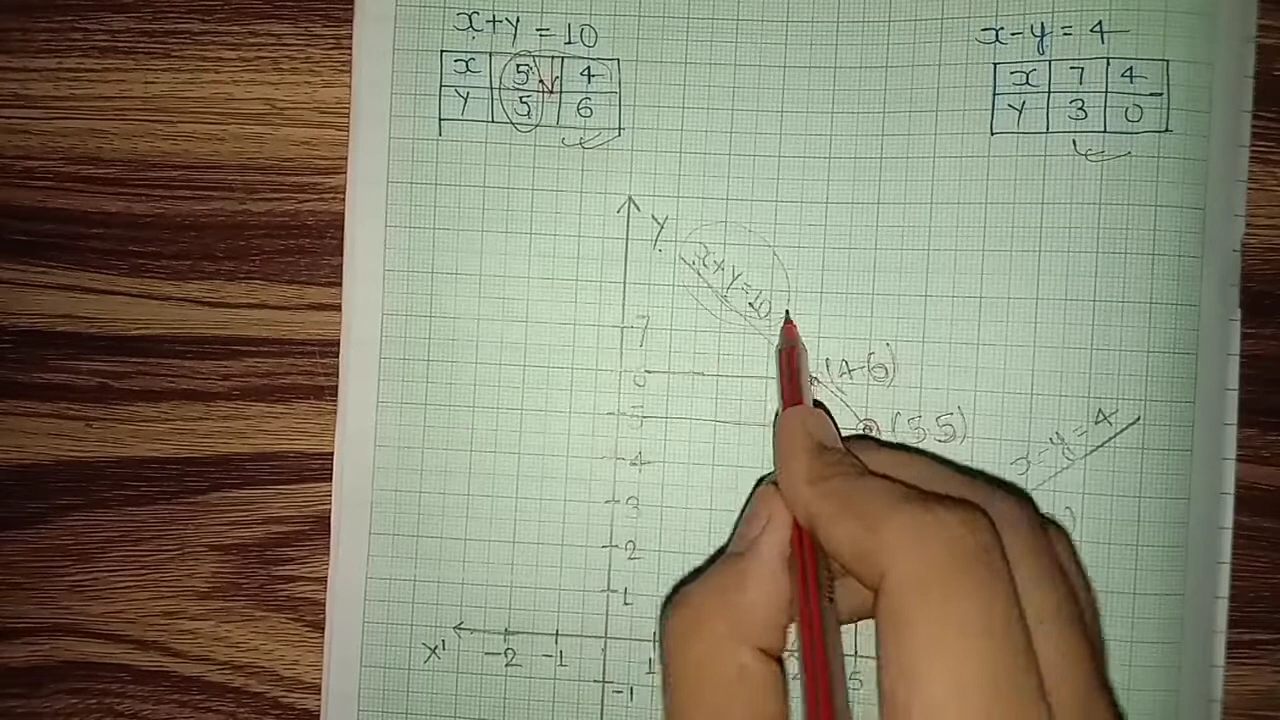 x+y = 10
x 5 4
y 5 6
x-y = 4
x 7 4
y 3 0
Y
x+y=10
7
6
(4,6)
5
(5,5)
x-y=4
4
3
2
1
X' -2 -1 1 5
-1